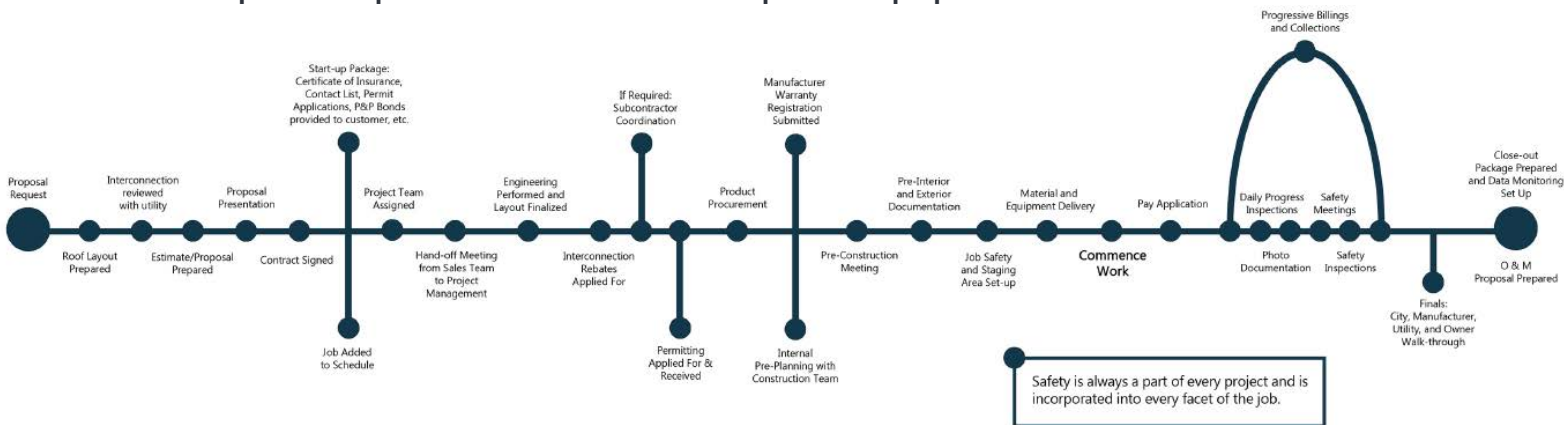 Proposal
Request
Roof Layout
Prepared
Interconnection
reviewed
with utility
Estimate/Proposal
Prepared
Proposal
Presentation
Contract Signed
Start-up Package:
Certificate of Insurance,
Contact List, Permit
Applications, P&P Bonds
provided to customer, etc.
Job Added
to Schedule
Project Team
Assigned
Hand-off Meeting
from Sales Team
to Project
Management
Engineering
Performed and
Layout Finalized
Interconnection
Rebates
Applied For
If Required:
Subcontractor
Coordination
Permitting
Applied For &
Received
Product
Procurement
Manufacturer
Warranty
Registration
Submitted
Internal
Pre-Planning with
Construction Team
Pre-Construction
Meeting
Pre-Interior
and Exterior
Documentation
Job Safety
and Staging
Area Set-up
Material and
Equipment Delivery
Commence
Work
Pay Application
Progressive Billings
and Collections
Daily Progress
Inspections
Photo
Documentation
Safety
Meetings
Safety
Inspections
Finals:
City, Manufacturer,
Utility, and Owner
Walk-through
Close-out
Package Prepared
and Data Monitoring
Set Up
O & M
Proposal Prepared
Safety is always a part of every project and is
incorporated into every facet of the job.